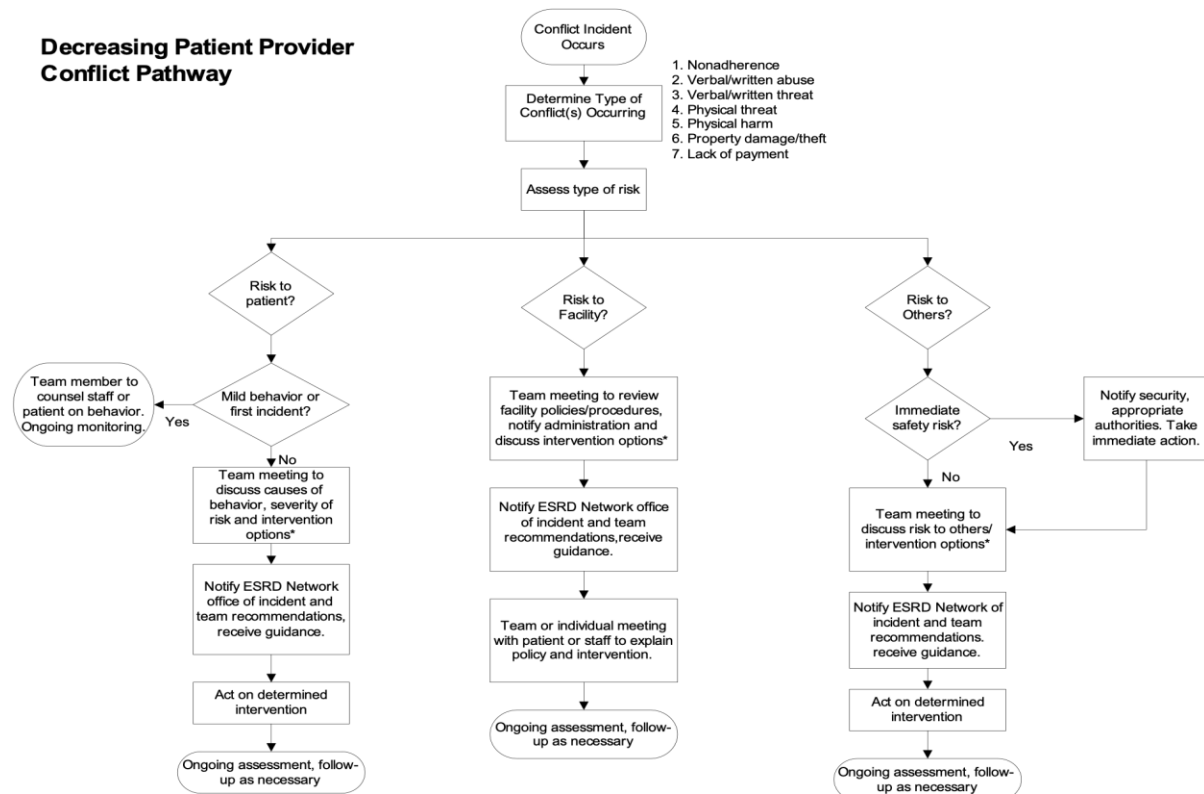 Decreasing Patient Provider
Conflict Pathway
Conflict Incident
Occurs
1. Nonadherence
2. Verbal/written abuse
3. Verbal/written threat
4. Physical threat
5. Physical harm
6. Property damage/theft
7. Lack of payment
Determine Type of
Conflict(s) Occurring
Assess type of risk
Risk to
patient?
Mild behavior or
first incident?
Yes
Team member to
counsel staff or
patient on behavior.
Ongoing monitoring.
No
Team meeting to
discuss causes of
behavior, severity of
risk and intervention
options*
Notify ESRD Network
office of incident and
team recommendations,
receive guidance.
Act on determined
intervention
Ongoing assessment, follow-
up as necessary
Risk to
Facility?
Team meeting to review
facility policies/procedures,
notify administration and
discuss intervention options*
Notify ESRD Network office
of incident and team
recommendations,receive
guidance.
Team or individual meeting
with patient or staff to explain
policy and intervention.
Ongoing assessment, follow-
up as necessary
Risk to
Others?
Immediate
safety risk?
Yes
Notify security,
appropriate
authorities. Take
immediate action.
No
Team meeting to
discuss risk to others/
intervention options*
Notify ESRD Network of
incident and team
recommendations.
receive guidance.
Act on determined
intervention
Ongoing assessment, follow-
up as necessary